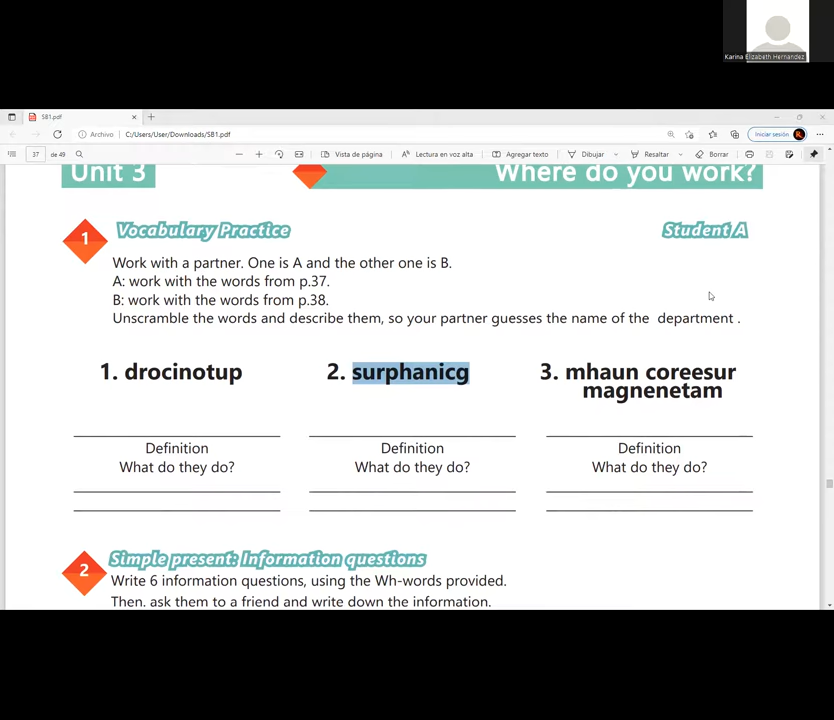 Karina Elizabeth Hernandez
SB1.pdf
Archivo C:/Users/User/Downloads/SB1.pdf Iniciar sesión
37 de 49 Vista de página Lectura en voz alta Agregar texto Dibujar Resaltar Borrar
Unit 3 Where do you work?
1 Vocabulary Practice Student A
Work with a partner. One is A and the other one is B.
A: work with the words from p.37.
B: work with the words from p.38.
Unscramble the words and describe them, so your partner guesses the name of the department .
1. drocinotup 2. surphanicg 3. mhaun coreesur
magnenetam
Definition Definition Definition
What do they do? What do they do? What do they do?
2 Simple present: Information questions
Write 6 information questions, using the Wh-words provided.
Then. ask them to a friend and write down the information.